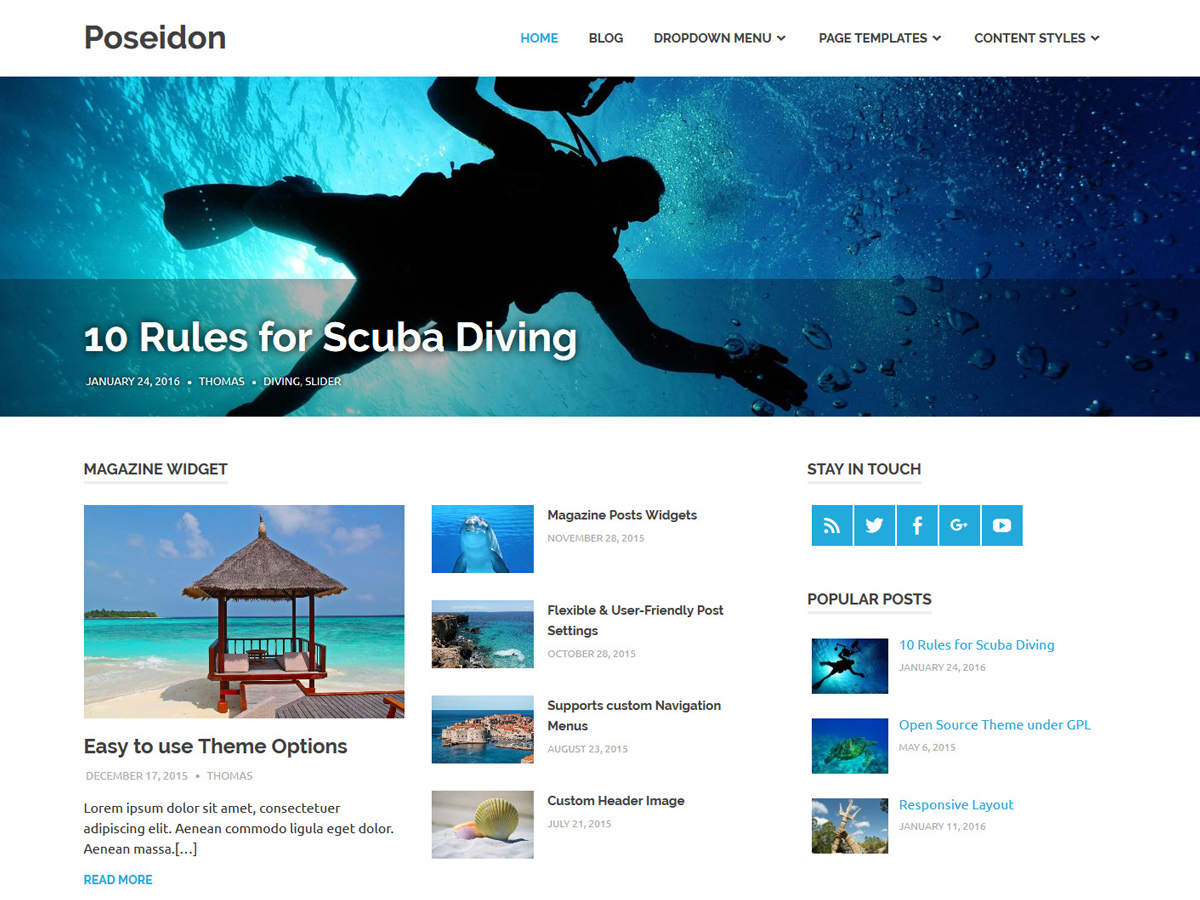 Poseidon
HOME
BLOG
DROPDOWN MENU
PAGE TEMPLATES
CONTENT STYLES
10 Rules for Scuba Diving
JANUARY 24, 2016 • THOMAS • DIVING, SLIDER
MAGAZINE WIDGET
Easy to use Theme Options
DECEMBER 17, 2015 • THOMAS
Lorem ipsum dolor sit amet, consectetuer
adipiscing elit. Aenean commodo ligula eget dolor.
Aenean massa.[…]
READ MORE
Magazine Posts Widgets
NOVEMBER 28, 2015
Flexible & User-Friendly Post
Settings
OCTOBER 28, 2015
Supports custom Navigation
Menus
AUGUST 23, 2015
Custom Header Image
JULY 21, 2015
STAY IN TOUCH
G+
POPULAR POSTS
10 Rules for Scuba Diving
JANUARY 24, 2016
Open Source Theme under GPL
MAY 6, 2015
Responsive Layout
JANUARY 11, 2016